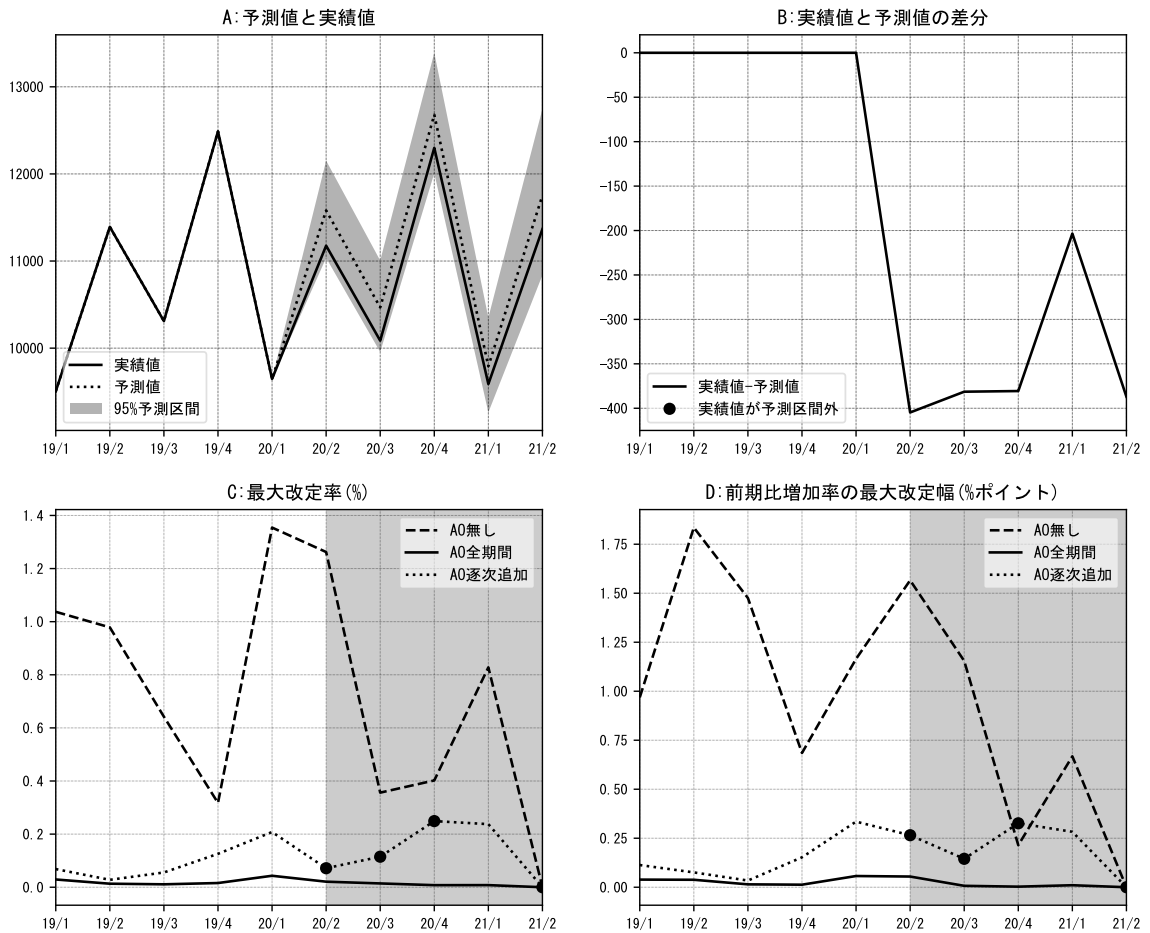 A:予測値と実績値
13000
12000
11000
10000
実績値
予測値
95%予測区間
19/1 19/2 19/3 19/4 20/1 20/2 20/3 20/4 21/1 21/2
B:実績値と予測値の差分
0
−50
−100
−150
−200
−250
−300
−350
−400
実績値−予測値
実績値が予測区間外
19/1 19/2 19/3 19/4 20/1 20/2 20/3 20/4 21/1 21/2
C:最大改定率(%)
1.4
1.2
1.0
0.8
0.6
0.4
0.2
0.0
AO無し
AO全期間
AO逐次追加
19/1 19/2 19/3 19/4 20/1 20/2 20/3 20/4 21/1 21/2
D:前期比増加率の最大改定幅(%ポイント)
1.75
1.50
1.25
1.00
0.75
0.50
0.25
0.00
AO無し
AO全期間
AO逐次追加
19/1 19/2 19/3 19/4 20/1 20/2 20/3 20/4 21/1 21/2